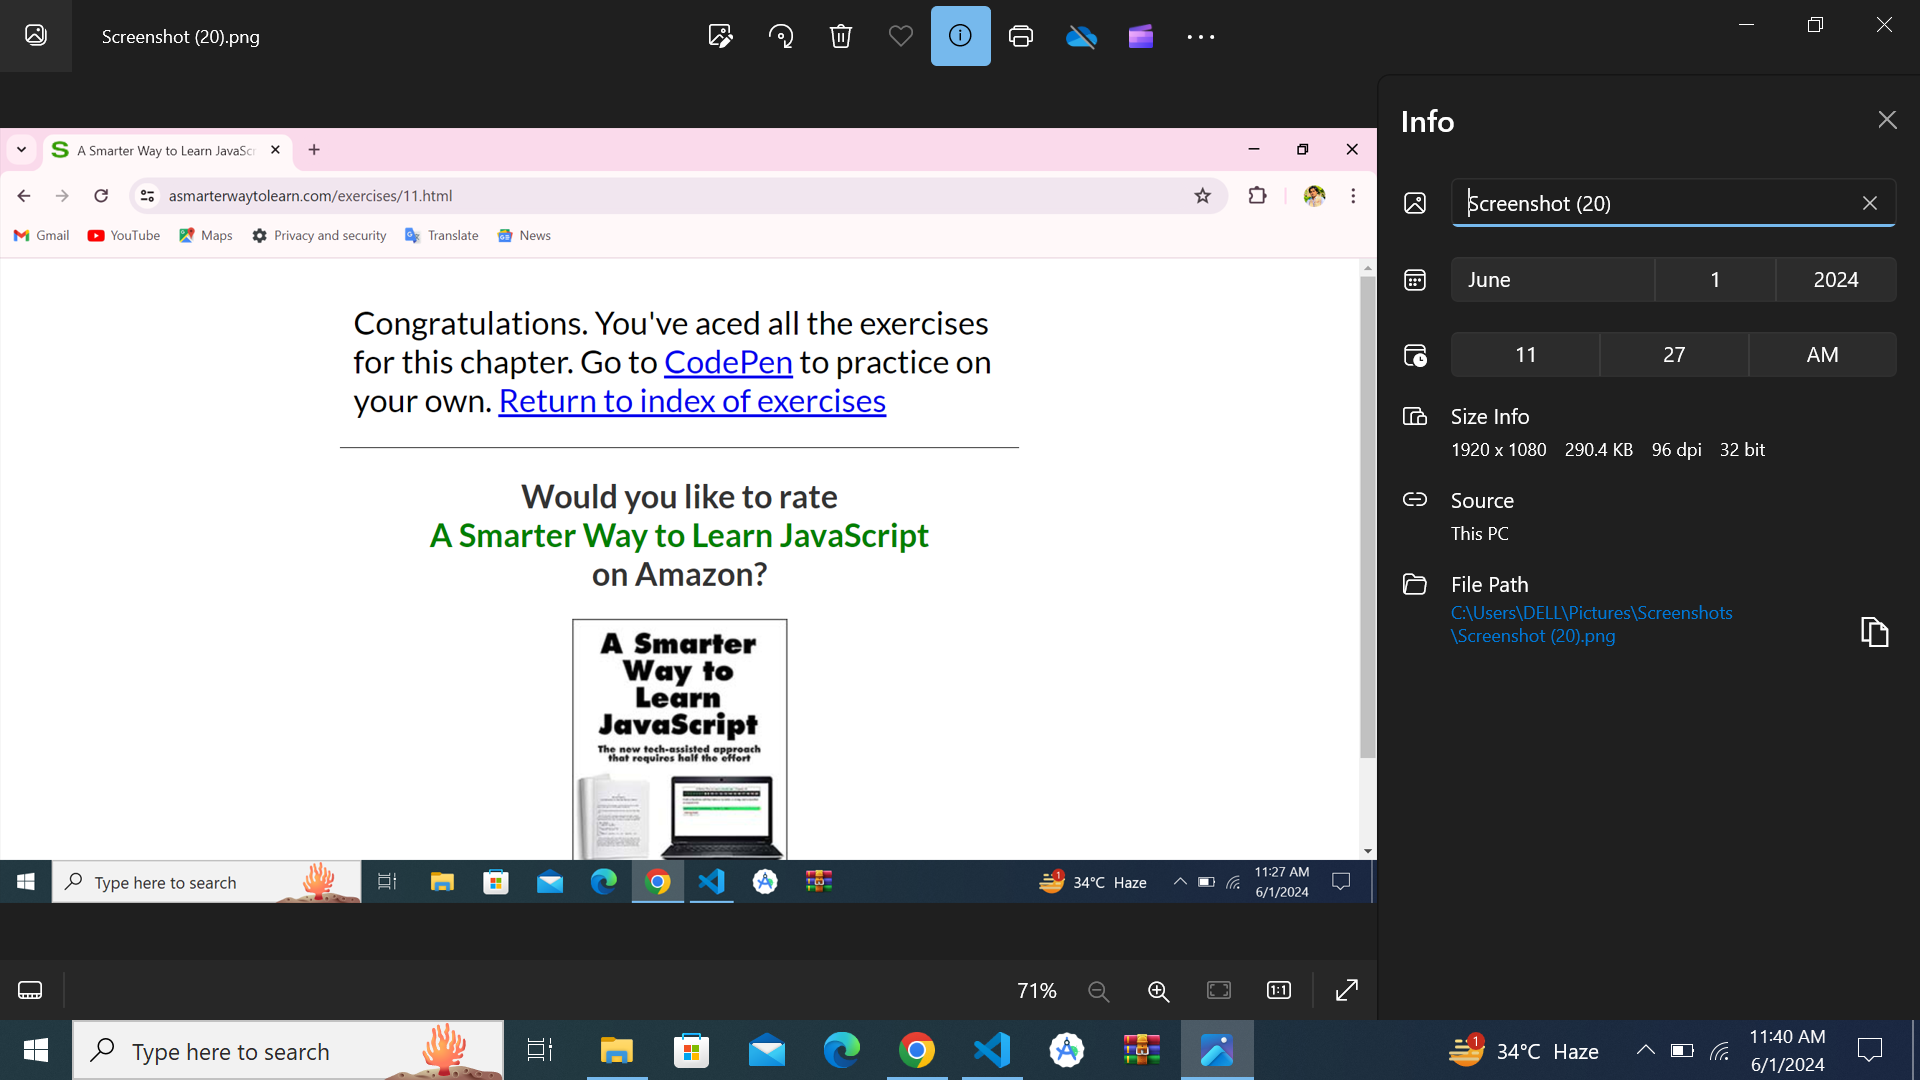 Screenshot (20).png
A Smarter Way to Learn JavaSc
asmarterwaytolearn.com/exercises/11.html
Gmail YouTube Maps Privacy and security Translate News
Congratulations. You've aced all the exercises
for this chapter. Go to CodePen to practice on
your own. Return to index of exercises
Would you like to rate
A Smarter Way to Learn JavaScript
on Amazon?
A Smarter
Way to
Learn
JavaScript
The new tech-assisted approach
that requires half the effort
Type here to search
1
34°C Haze
11:27 AM
6/1/2024
71%
1:1
Info
Screenshot (20)
June 1 2024
11 27 AM
Size Info
1920 x 1080 290.4 KB 96 dpi 32 bit
Source
This PC
File Path
C:\Users\DELL\Pictures\Screenshots
\Screenshot (20).png
Type here to search
1
34°C Haze
11:40 AM
6/1/2024